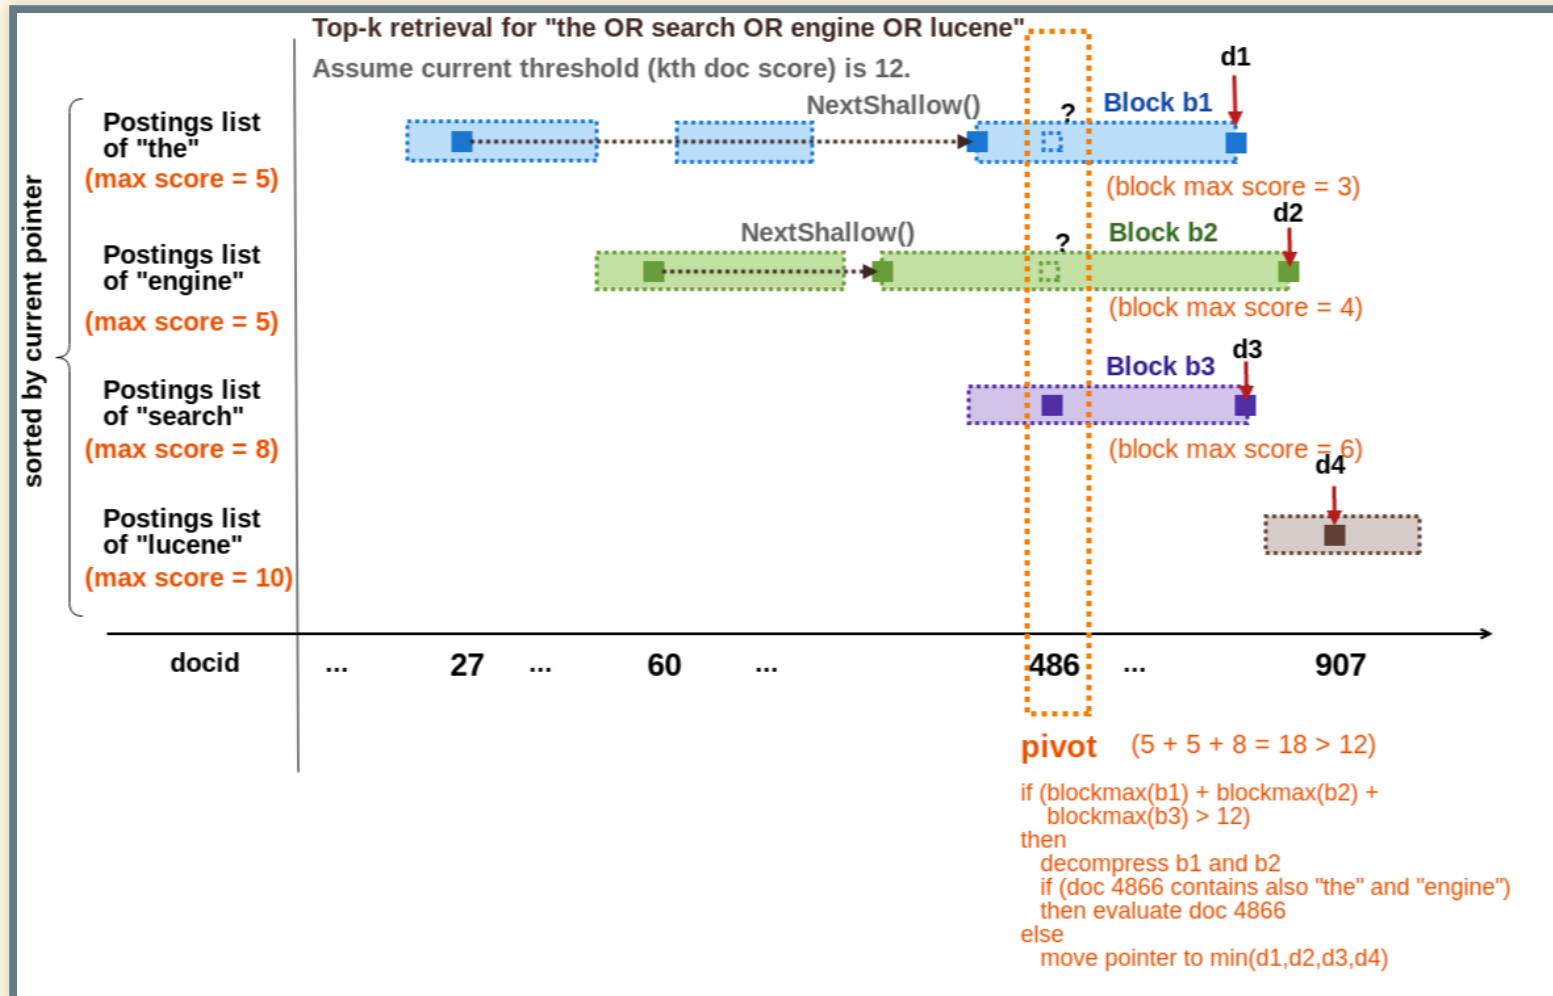 Top-k retrieval for "the OR search OR engine OR lucene"
Assume current threshold (kth doc score) is 12.
sorted by current pointer
Postings list
of "the"
(max score = 5)
NextShallow()
?
Block b1
d1
(block max score = 3)
Postings list
of "engine"
(max score = 5)
NextShallow()
?
Block b2
d2
(block max score = 4)
Postings list
of "search"
(max score = 8)
Block b3
d3
(block max score = 6)
Postings list
of "lucene"
(max score = 10)
d4
docid ... 27 ... 60 ... 486 ... 907
pivot (5 + 5 + 8 = 18 > 12)
if (blockmax(b1) + blockmax(b2) +
blockmax(b3) > 12)
then
decompress b1 and b2
if (doc 4866 contains also "the" and "engine")
then evaluate doc 4866
else
move pointer to min(d1,d2,d3,d4)